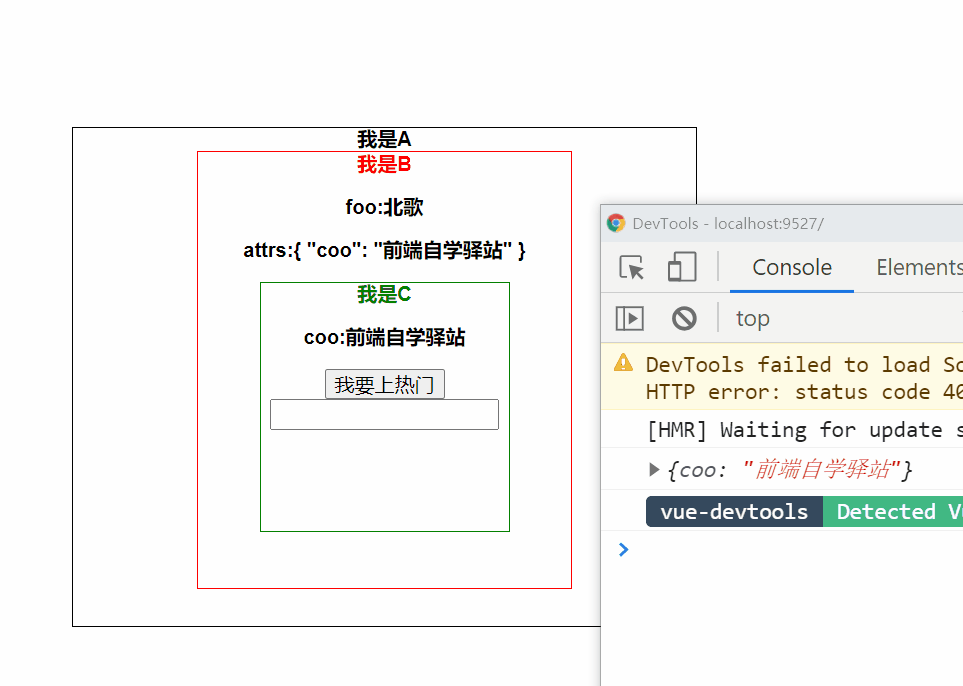 我是A
我是B
foo:北歌
attrs:{ "coo": "前端自学驿站" }
我是C
coo:前端自学驿站
我要上热门
DevTools - localhost:9527/
Console
Elements
top
DevTools failed to load So
HTTP error: status code 40
[HMR] Waiting for update s
{coo: "前端自学驿站"}
vue-devtools Detected V